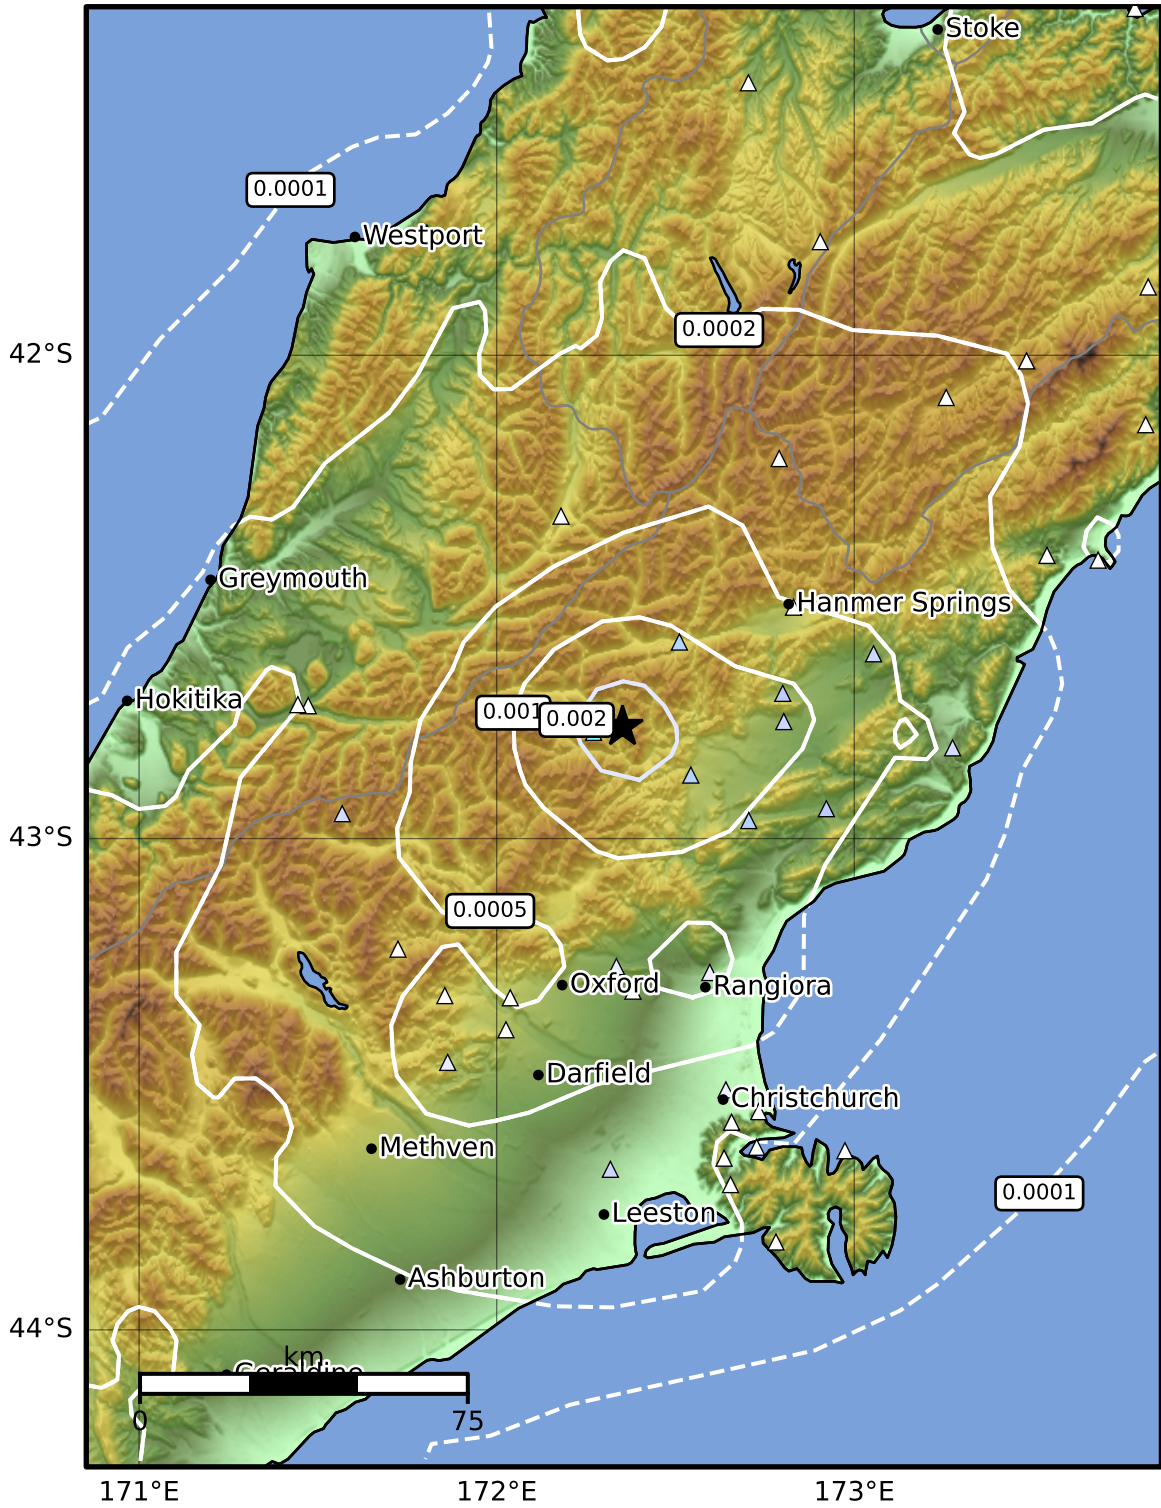 Stoke
0.0001
Westport
0.0002
42°S
Greymouth
Hanmer Springs
Hokitika
0.001
0.002
43°S
0.0005
Oxford
Rangiora
Darfield
Christchurch
Methven
0.0001
Leeston
Ashburton
44°S
km
Geraldine
0
75
171°E
172°E
173°E